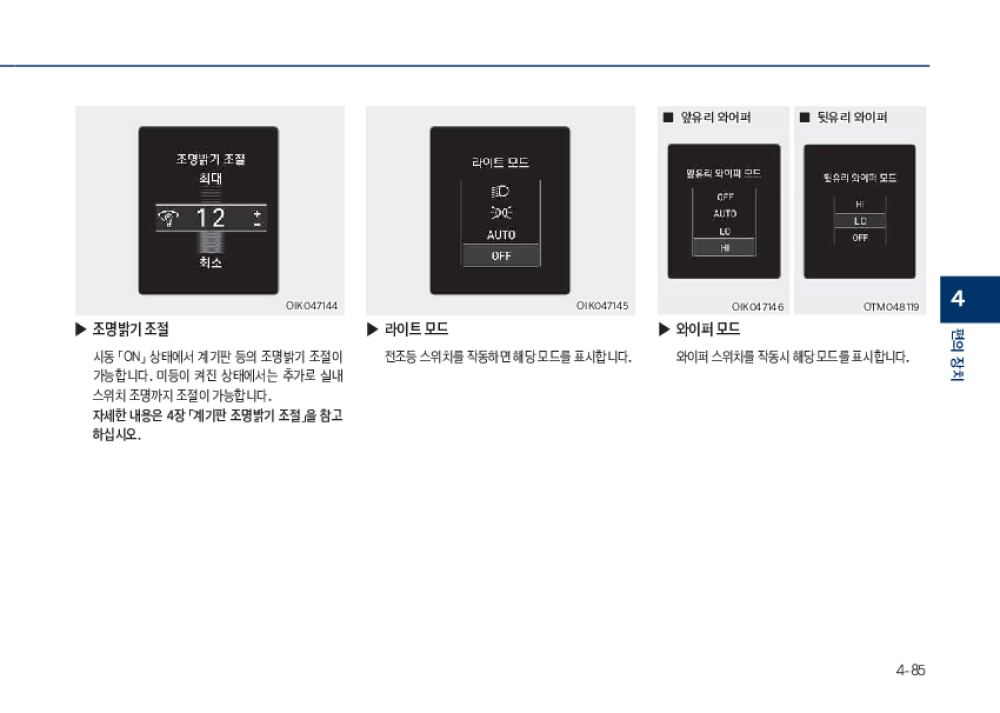 조명밝기 조절
최대
12
+
−
최소
OIK047144
▶ 조명밝기 조절
시동 「ON」 상태에서 계기판 등의 조명밝기 조절이
가능합니다. 미등이 켜진 상태에서는 추가로 실내
스위치 조명까지 조절이 가능합니다.
자세한 내용은 4장 「계기판 조명밝기 조절」을 참고
하십시오.
라이트 모드
AUTO
OFF
OIK047145
▶ 라이트 모드
전조등 스위치를 작동하면 해당 모드를 표시합니다.
■ 앞유리 와어퍼
앞유리 와이퍼 모드
OFF
AUTO
LO
HI
OIK047146
■ 뒷유리 와이퍼
뒷유리 와이퍼 모드
HI
LO
OFF
OTM048119
▶ 와이퍼 모드
와이퍼 스위치를 작동시 해당 모드를 표시합니다.
4
편의 장치
4-85